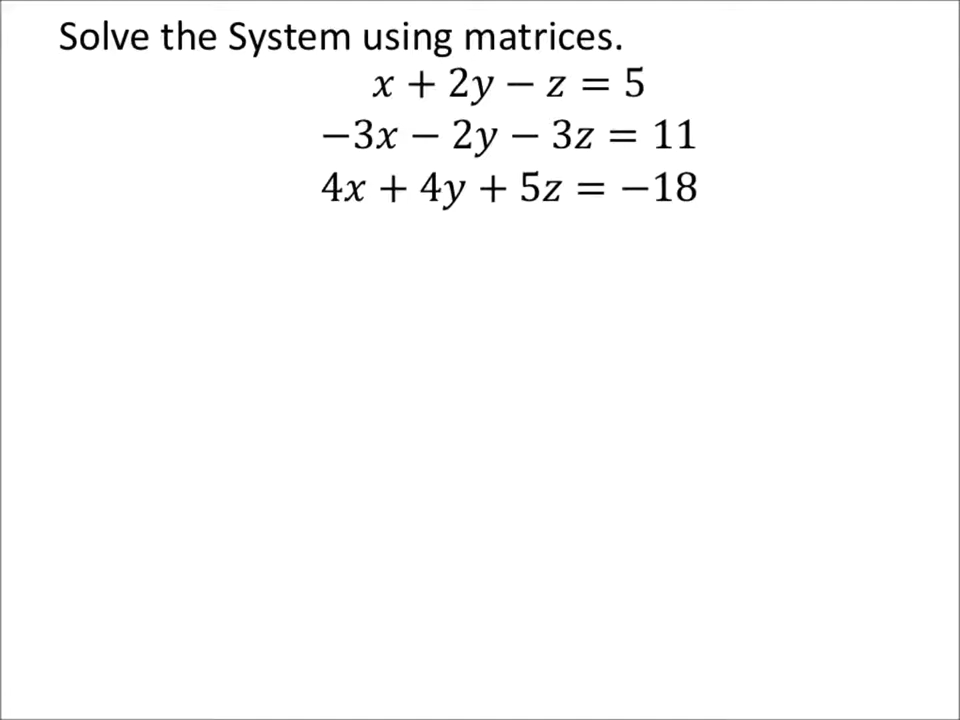 Solve the System using matrices.
x + 2y − z = 5
−3x − 2y − 3z = 11
4x + 4y + 5z = −18